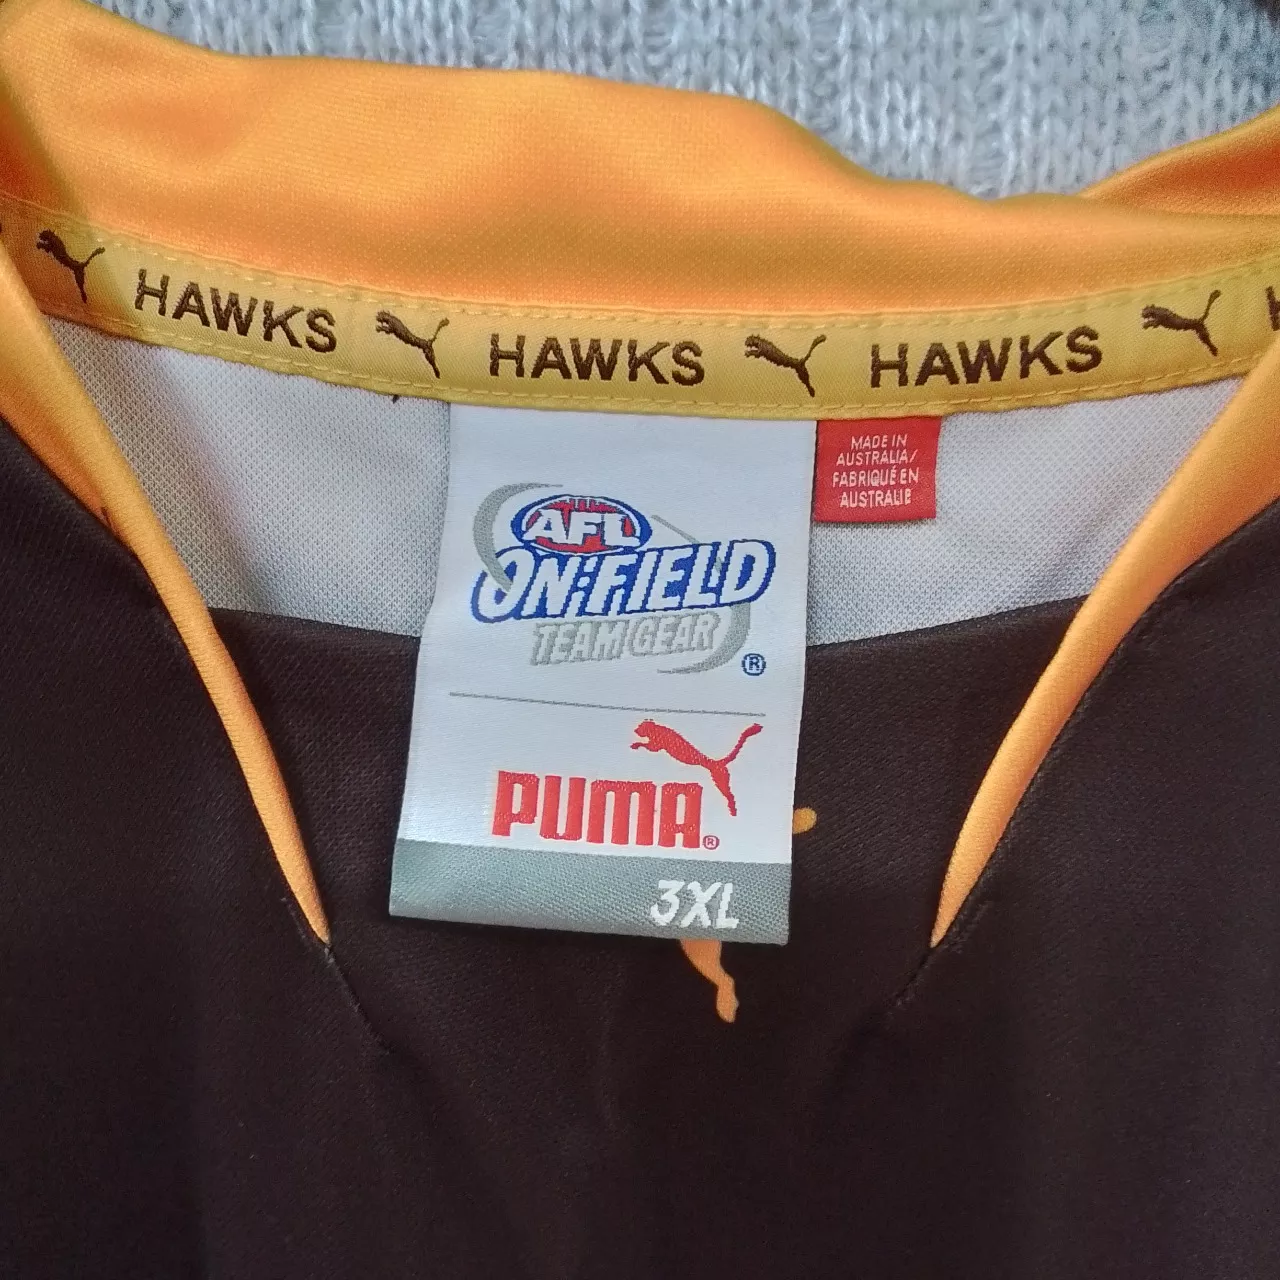 HAWKS HAWKS HAWKS
MADE IN
AUSTRALIA/
FABRIQUÉ EN
AUSTRALIE
AFL
ON:FIELD
TEAM GEAR
®
PUMA®
3XL